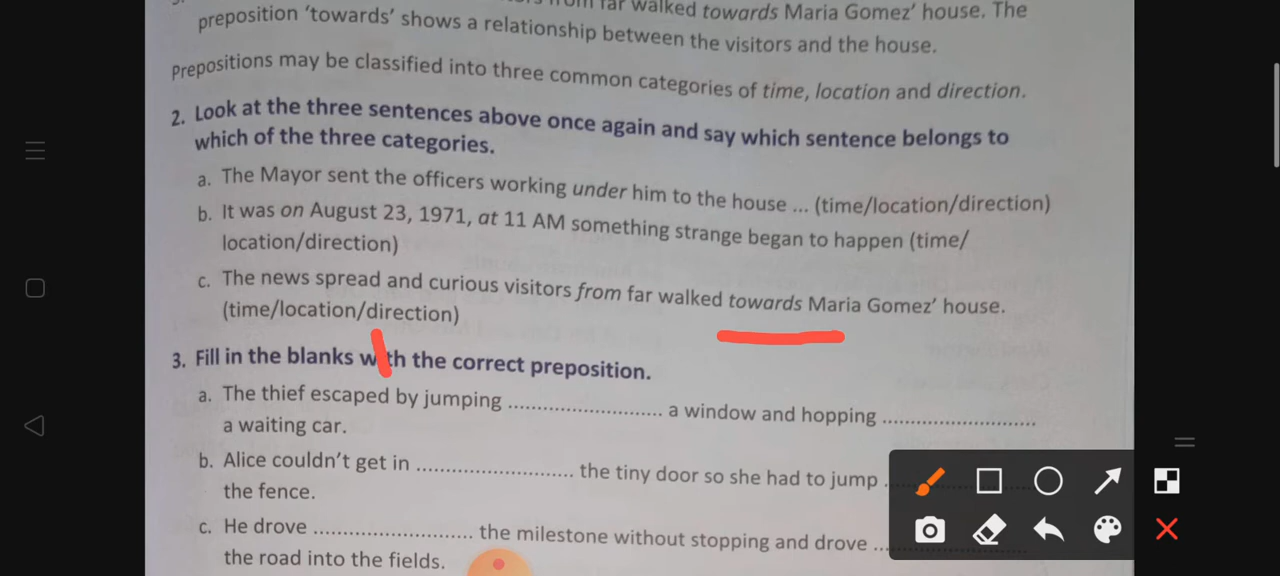 far walked towards Maria Gomez' house. The
preposition 'towards' shows a relationship between the visitors and the house.
Prepositions may be classified into three common categories of time, location and direction.
2. Look at the three sentences above once again and say which sentence belongs to
which of the three categories.
a. The Mayor sent the officers working under him to the house ... (time/location/direction)
b. It was on August 23, 1971, at 11 AM something strange began to happen (time/
location/direction)
c. The news spread and curious visitors from far walked towards Maria Gomez' house.
(time/location/direction)
3. Fill in the blanks with the correct preposition.
a. The thief escaped by jumping ........................... a window and hopping ...........................
a waiting car.
b. Alice couldn't get in ........................... the tiny door so she had to jump .
the fence.
c. He drove ........................... the milestone without stopping and drove ...
the road into the fields.